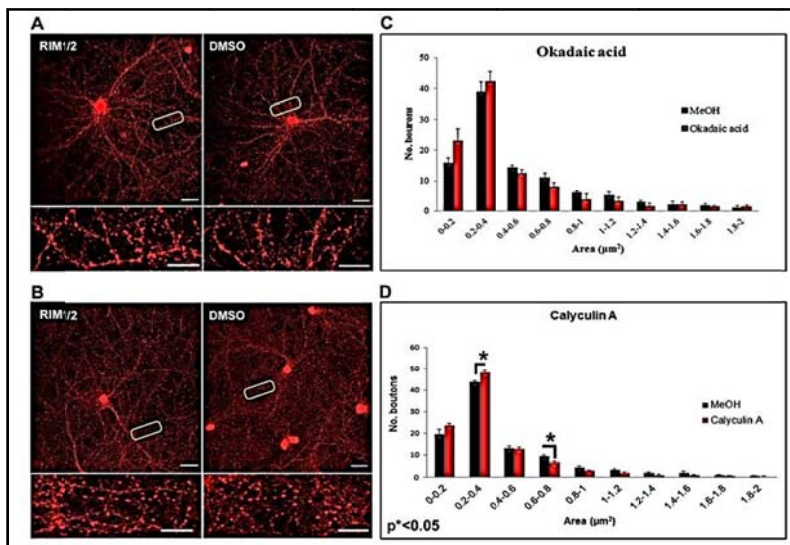 A
RIM1/2
DMSO
B
RIM1/2
DMSO
C
Okadaic acid
No. bourons
50
40
30
20
10
0
MeOH
Okadaic acid
0-0.2
0.2-0.4
0.4-0.6
0.6-0.8
0.8-1
1-1.2
1.2-1.4
1.4-1.6
1.6-1.8
1.8-2
Area (µm²)
D
Calyculin A
No. boutons
60
50
40
30
20
10
0
*
*
MeOH
Calyculin A
0-0.2
0.2-0.4
0.4-0.6
0.6-0.8
0.8-1
1-1.2
1.2-1.4
1.4-1.6
1.6-1.8
1.8-2
Area (µm²)
p*<0.05